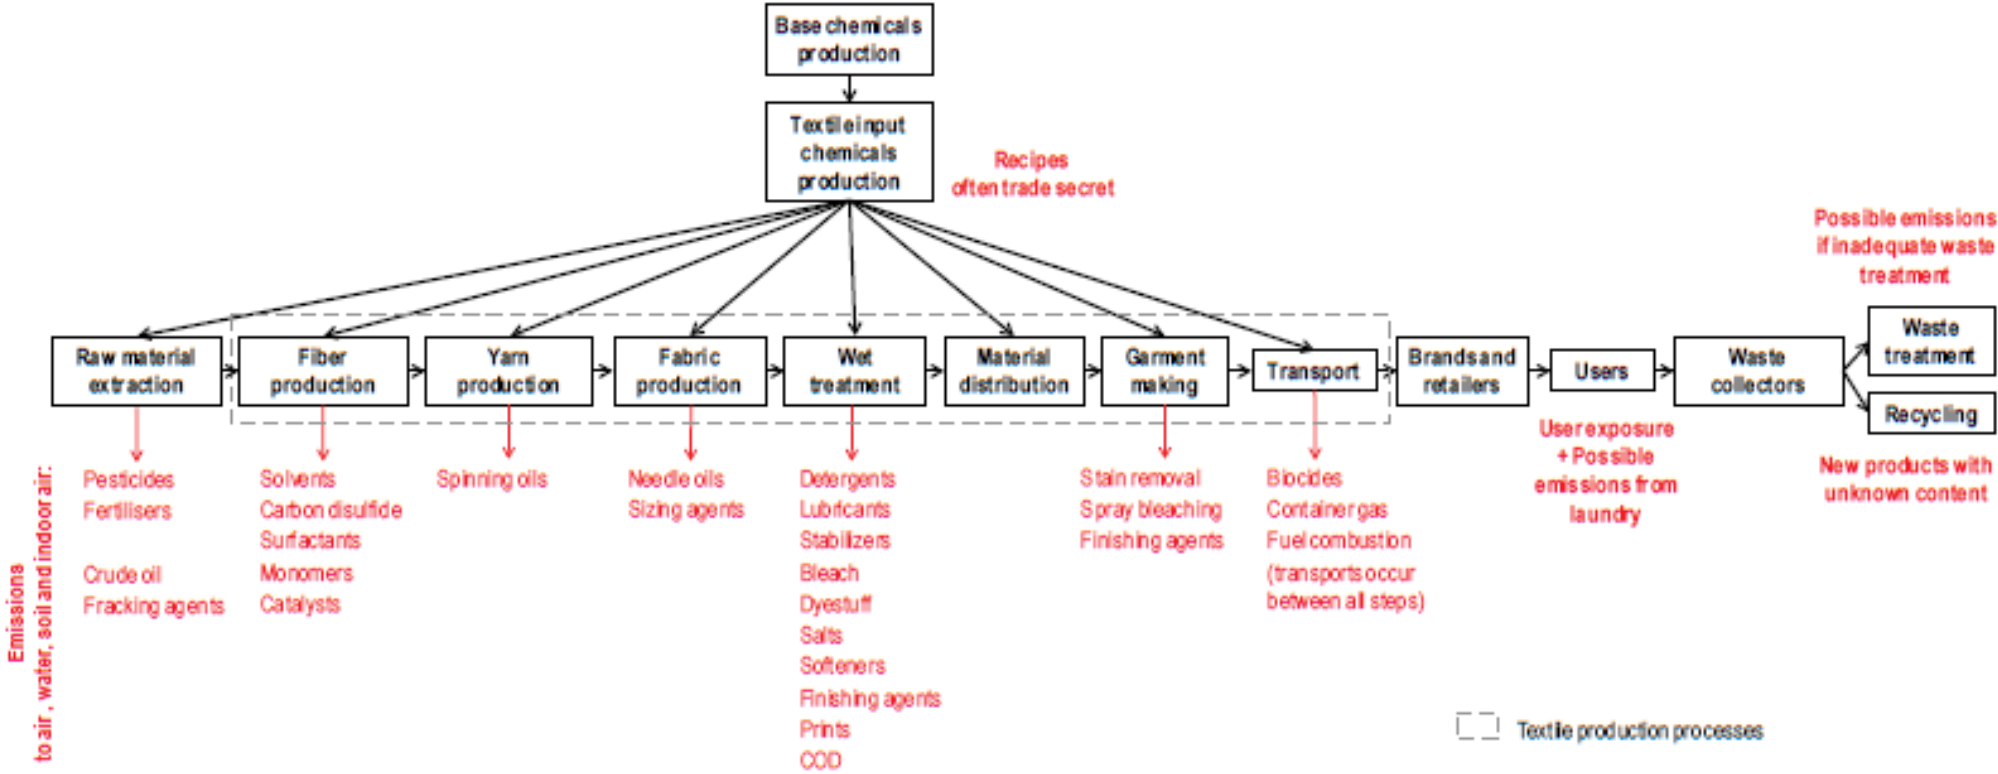 Base chemicals
production
Textile input
chemicals
production
Recipes
often trade secret
Possible emissions
if inadequate waste
treatment
Raw material
extraction
Fiber
production
Yarn
production
Fabric
production
Wet
treatment
Material
distribution
Garment
making
Transport
Brands and
retailers
Users
Waste
collectors
Waste
treatment
Recycling
User exposure
+ Possible
emissions from
laundry
New products with
unknown content
Emissions
to air , water, soil and indoor air:
Pesticides
Fertilisers
Crude oil
Fracking agents
Solvents
Carbon disulfide
Surfactants
Monomers
Catalysts
Spinning oils
Needle oils
Sizing agents
Detergents
Lubricants
Stabilizers
Bleach
Dyestuff
Salts
Softeners
Finishing agents
Prints
COD
Stain removal
Spray bleaching
Finishing agents
Biocides
Container gas
Fuel combustion
(transports occur
between all steps)
Textile production processes